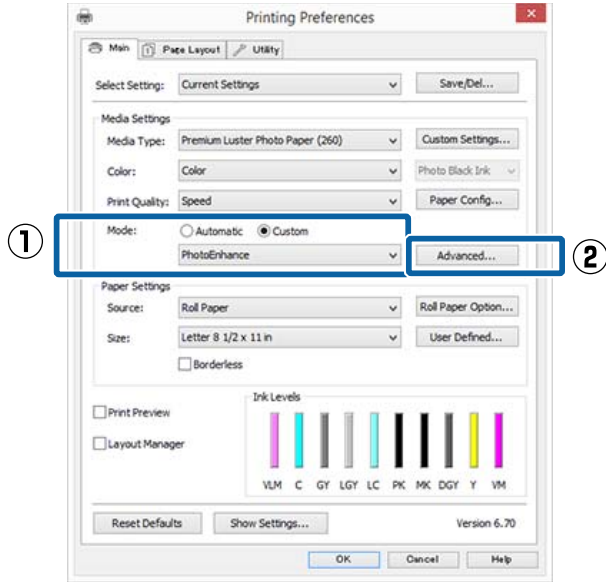 Printing Preferences
Main Page Layout Utility
Select Setting: Current Settings Save/Del...
Media Settings
Media Type: Premium Luster Photo Paper (260) Custom Settings...
Color: Color Photo Black Ink
Print Quality: Speed Paper Config...
① Mode: Automatic Custom
PhotoEnhance Advanced... ②
Paper Settings
Source: Roll Paper Roll Paper Option...
Size: Letter 8 1/2 x 11 in User Defined...
Borderless
Ink Levels
Print Preview
Layout Manager
VLM C GY LGY LC PK MK DGY Y VM
Reset Defaults Show Settings... Version 6.70
OK Cancel Help